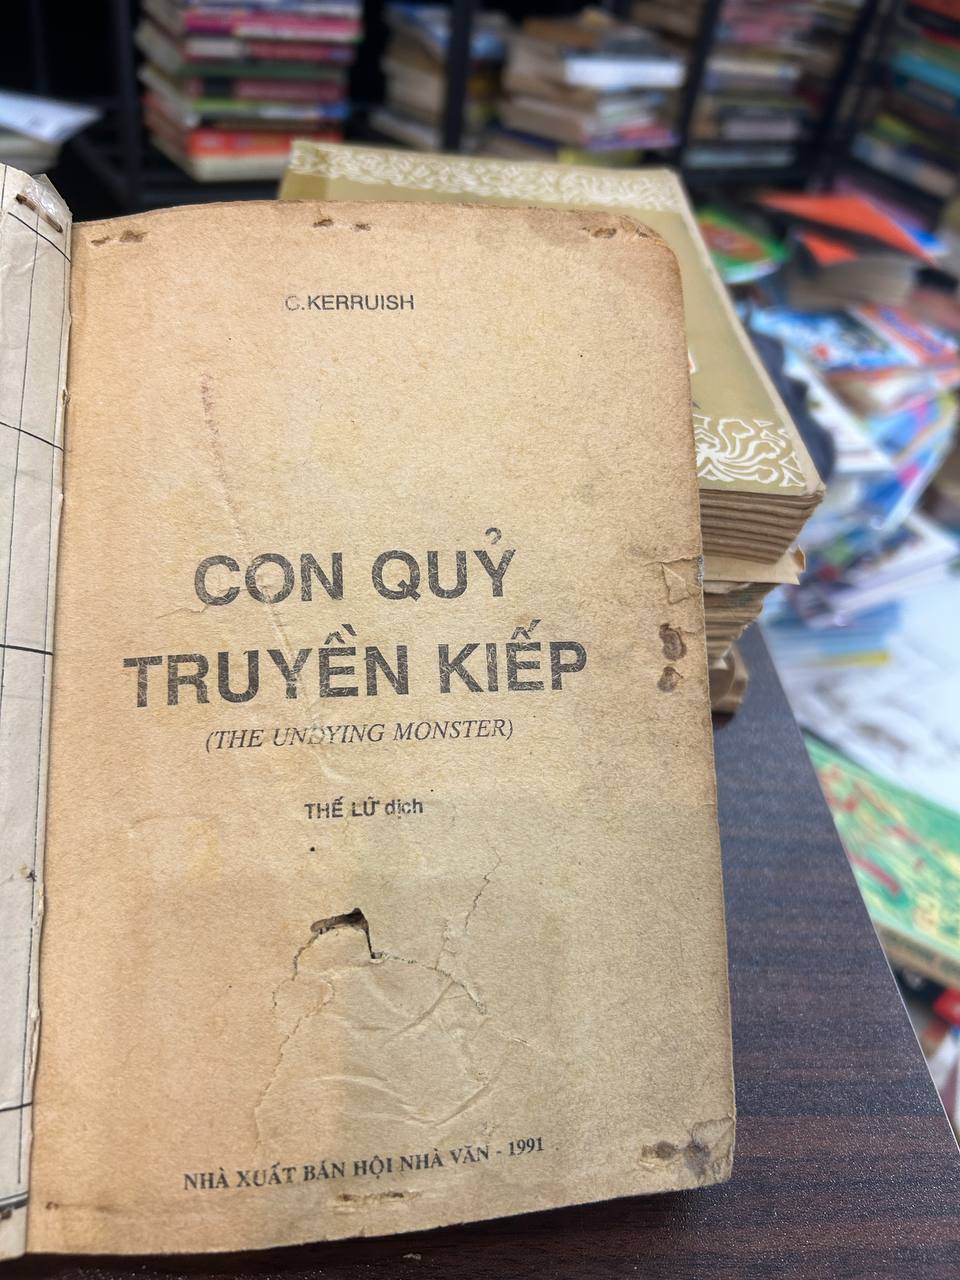 C.KERRUISH
CON QUỶ
TRUYỀN KIẾP
(THE UNDYING MONSTER)
THẾ LỮ dịch
NHÀ XUẤT BẢN HỘI NHÀ VĂN - 1991